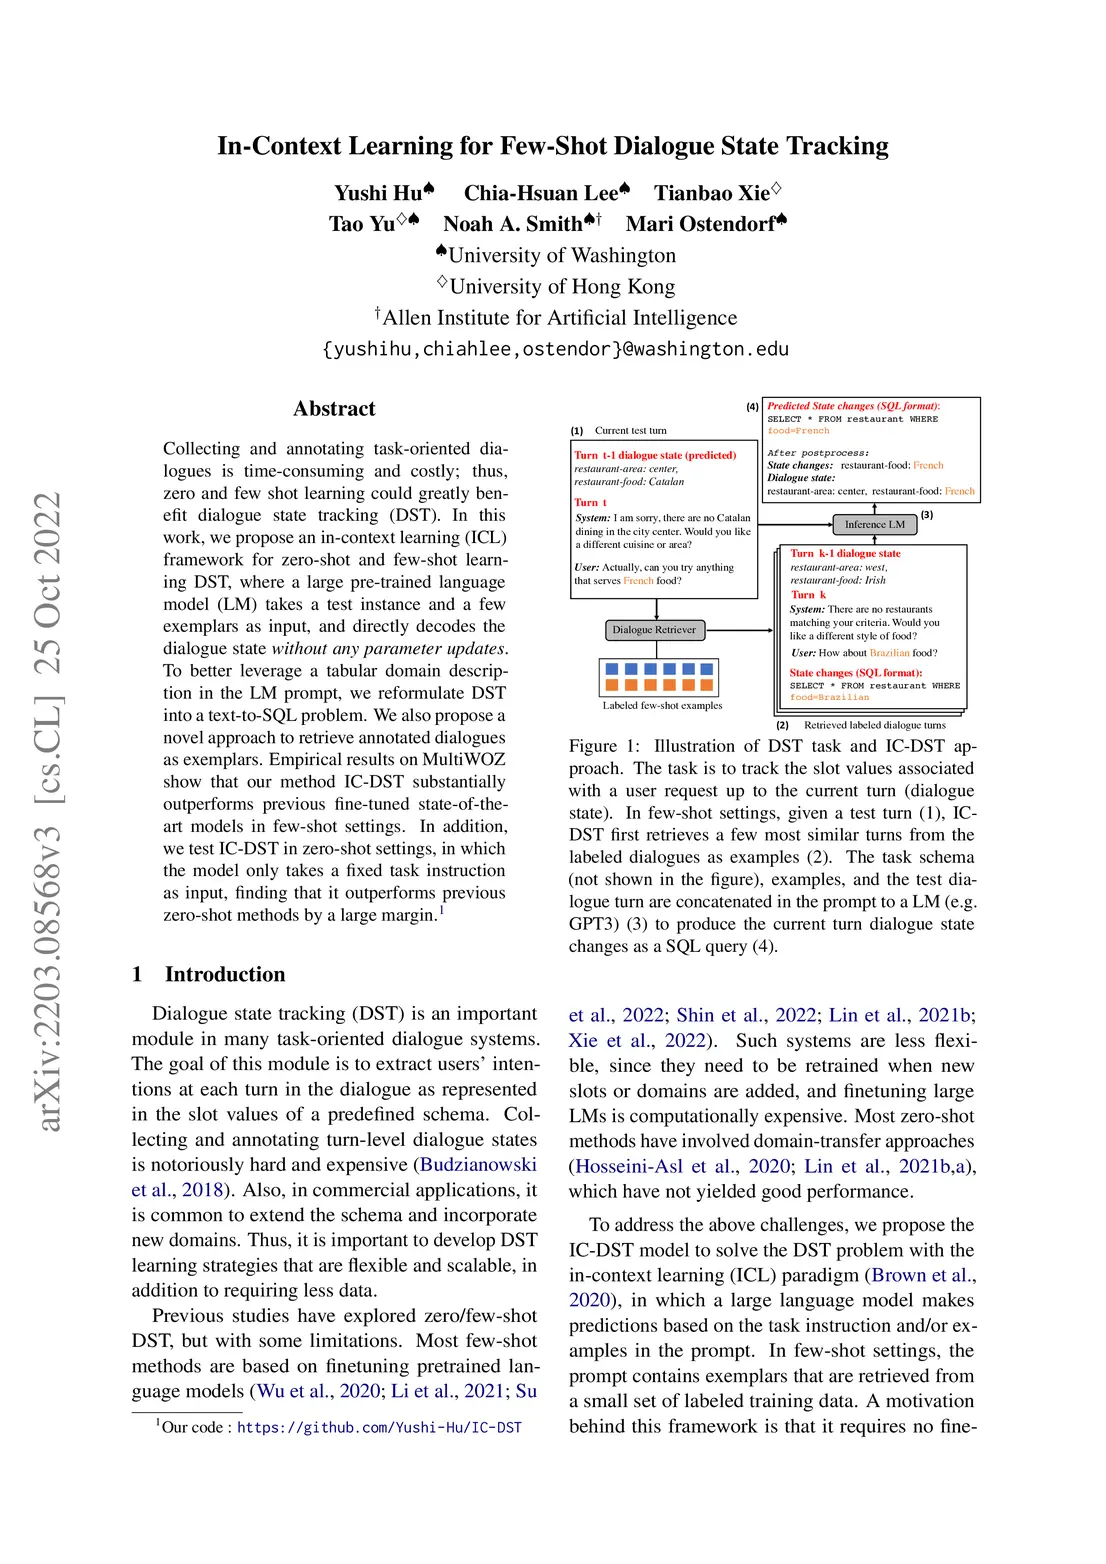 In-Context Learning for Few-Shot Dialogue State Tracking
Yushi Hu♠ Chia-Hsuan Lee♠ Tianbao Xie♢
Tao Yu♢♠ Noah A. Smith♠† Mari Ostendorf♠
♠University of Washington
♢University of Hong Kong
†Allen Institute for Artificial Intelligence
{yushihu,chiahlee,ostendor}@washington.edu
arXiv:2203.08568v3 [cs.CL] 25 Oct 2022
Abstract
Collecting and annotating task-oriented dia-
logues is time-consuming and costly; thus,
zero and few shot learning could greatly ben-
efit dialogue state tracking (DST). In this
work, we propose an in-context learning (ICL)
framework for zero-shot and few-shot learn-
ing DST, where a large pre-trained language
model (LM) takes a test instance and a few
exemplars as input, and directly decodes the
dialogue state without any parameter updates.
To better leverage a tabular domain descrip-
tion in the LM prompt, we reformulate DST
into a text-to-SQL problem. We also propose a
novel approach to retrieve annotated dialogues
as exemplars. Empirical results on MultiWOZ
show that our method IC-DST substantially
outperforms previous fine-tuned state-of-the-
art models in few-shot settings. In addition,
we test IC-DST in zero-shot settings, in which
the model only takes a fixed task instruction
as input, finding that it outperforms previous
zero-shot methods by a large margin.1
1 Introduction
Dialogue state tracking (DST) is an important
module in many task-oriented dialogue systems.
The goal of this module is to extract users' inten-
tions at each turn in the dialogue as represented
in the slot values of a predefined schema. Col-
lecting and annotating turn-level dialogue states
is notoriously hard and expensive (Budzianowski
et al., 2018). Also, in commercial applications, it
is common to extend the schema and incorporate
new domains. Thus, it is important to develop DST
learning strategies that are flexible and scalable, in
addition to requiring less data.
Previous studies have explored zero/few-shot
DST, but with some limitations. Most few-shot
methods are based on finetuning pretrained lan-
guage models (Wu et al., 2020; Li et al., 2021; Su
1Our code : https://github.com/Yushi-Hu/IC-DST
(1) Current test turn
Turn t-1 dialogue state (predicted)
restaurant-area: center,
restaurant-food: Catalan
Turn t
System: I am sorry, there are no Catalan
dining in the city center. Would you like
a different cuisine or area?
User: Actually, can you try anything
that serves French food?
Dialogue Retriever
Labeled few-shot examples
(4)
Predicted State changes (SQL format):
SELECT * FROM restaurant WHERE
food=French
After postprocess:
State changes: restaurant-food: French
Dialogue state:
restaurant-area: center, restaurant-food: French
Inference LM
(3)
Turn k-1 dialogue state
restaurant-area: west,
restaurant-food: Irish
Turn k
System: There are no restaurants
matching your criteria. Would you
like a different style of food?
User: How about Brazilian food?
State changes (SQL format):
SELECT * FROM restaurant WHERE
food=Brazilian
(2) Retrieved labeled dialogue turns
Figure 1: Illustration of DST task and IC-DST ap-
proach. The task is to track the slot values associated
with a user request up to the current turn (dialogue
state). In few-shot settings, given a test turn (1), IC-
DST first retrieves a few most similar turns from the
labeled dialogues as examples (2). The task schema
(not shown in the figure), examples, and the test dia-
logue turn are concatenated in the prompt to a LM (e.g.
GPT3) (3) to produce the current turn dialogue state
changes as a SQL query (4).
et al., 2022; Shin et al., 2022; Lin et al., 2021b;
Xie et al., 2022). Such systems are less flexi-
ble, since they need to be retrained when new
slots or domains are added, and finetuning large
LMs is computationally expensive. Most zero-shot
methods have involved domain-transfer approaches
(Hosseini-Asl et al., 2020; Lin et al., 2021b,a),
which have not yielded good performance.
To address the above challenges, we propose the
IC-DST model to solve the DST problem with the
in-context learning (ICL) paradigm (Brown et al.,
2020), in which a large language model makes
predictions based on the task instruction and/or ex-
amples in the prompt. In few-shot settings, the
prompt contains exemplars that are retrieved from
a small set of labeled training data. A motivation
behind this framework is that it requires no fine-